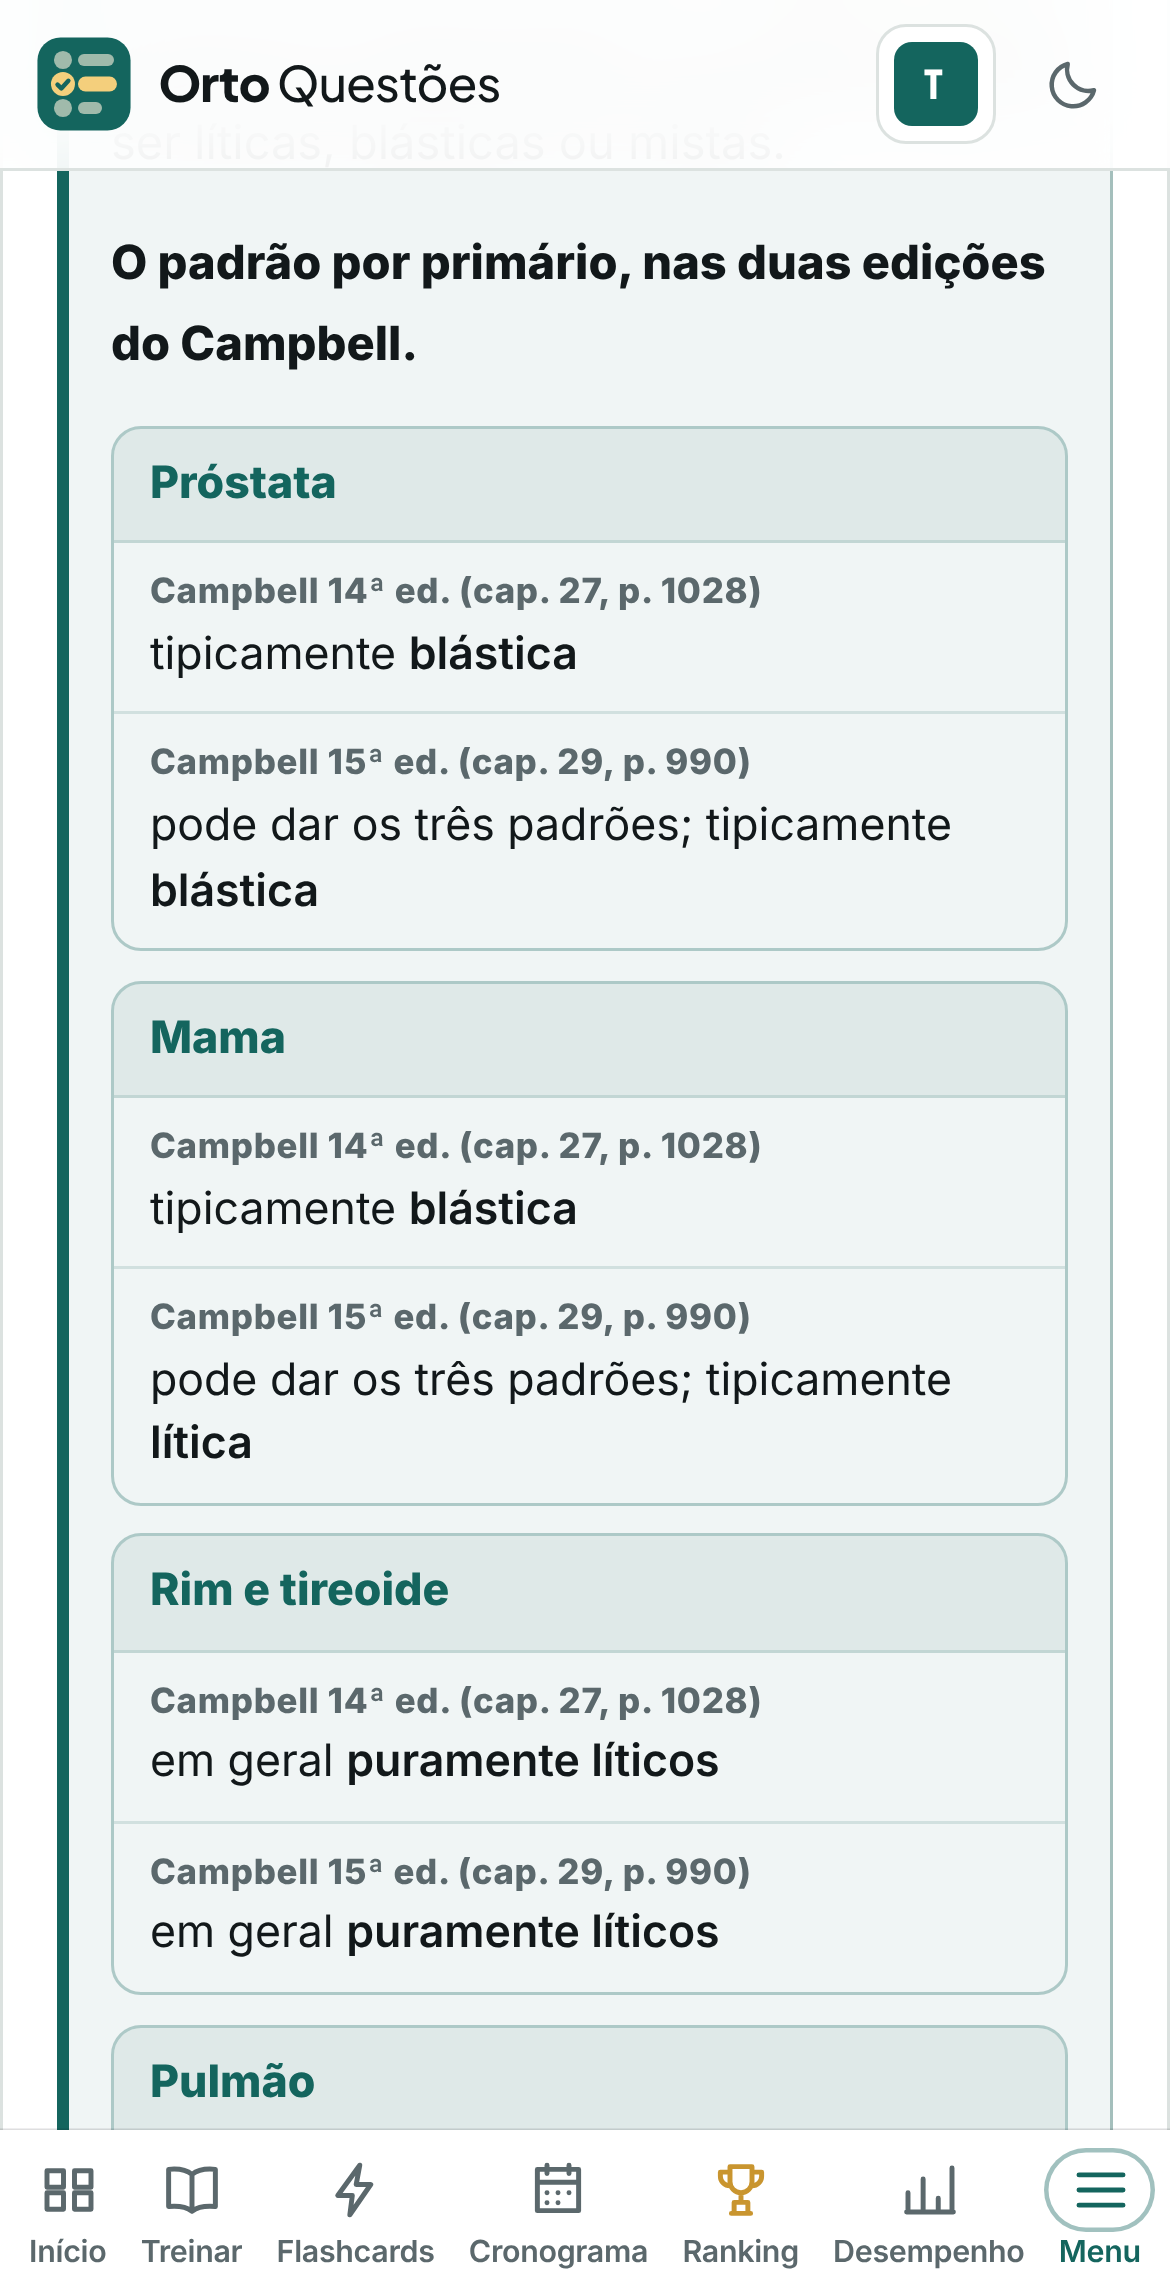 Orto Questões
T
ser líticas, blásticas ou mistas.
O padrão por primário, nas duas edições
do Campbell.
Próstata
Campbell 14ª ed. (cap. 27, p. 1028)
tipicamente blástica
Campbell 15ª ed. (cap. 29, p. 990)
pode dar os três padrões; tipicamente
blástica
Mama
Campbell 14ª ed. (cap. 27, p. 1028)
tipicamente blástica
Campbell 15ª ed. (cap. 29, p. 990)
pode dar os três padrões; tipicamente
lítica
Rim e tireoide
Campbell 14ª ed. (cap. 27, p. 1028)
em geral puramente líticos
Campbell 15ª ed. (cap. 29, p. 990)
em geral puramente líticos
Pulmão
Início
Treinar
Flashcards
Cronograma
Ranking
Desempenho
Menu